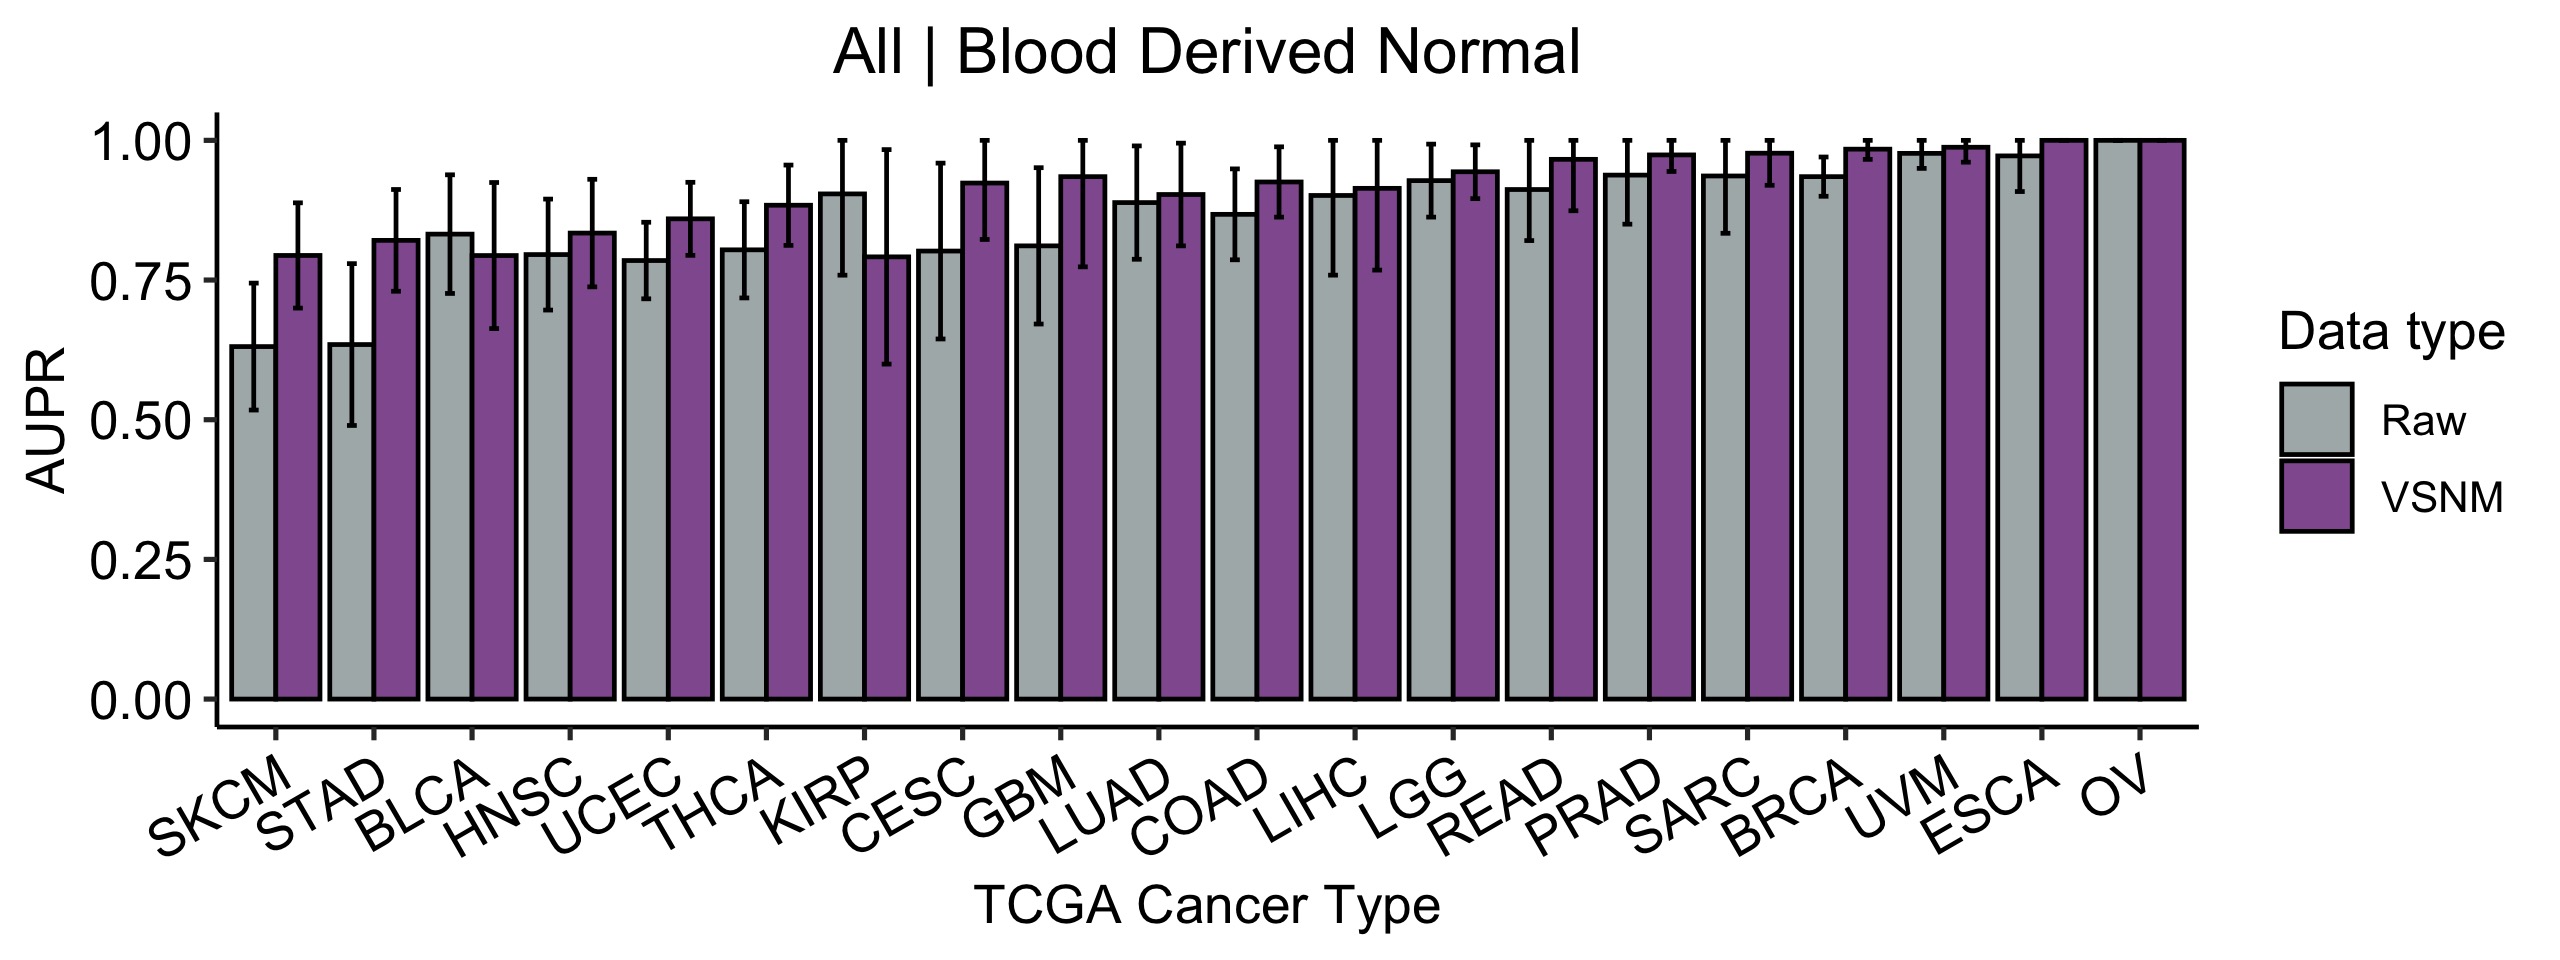 All | Blood Derived Normal
AUPR
1.00
0.75
0.50
0.25
0.00
SKCM
STAD
BLCA
HNSC
UCEC
THCA
KIRP
CESC
GBM
LUAD
COAD
LIHC
LGG
READ
PRAD
SARC
BRCA
UVM
ESCA
OV
TCGA Cancer Type
Data type
Raw
VSNM